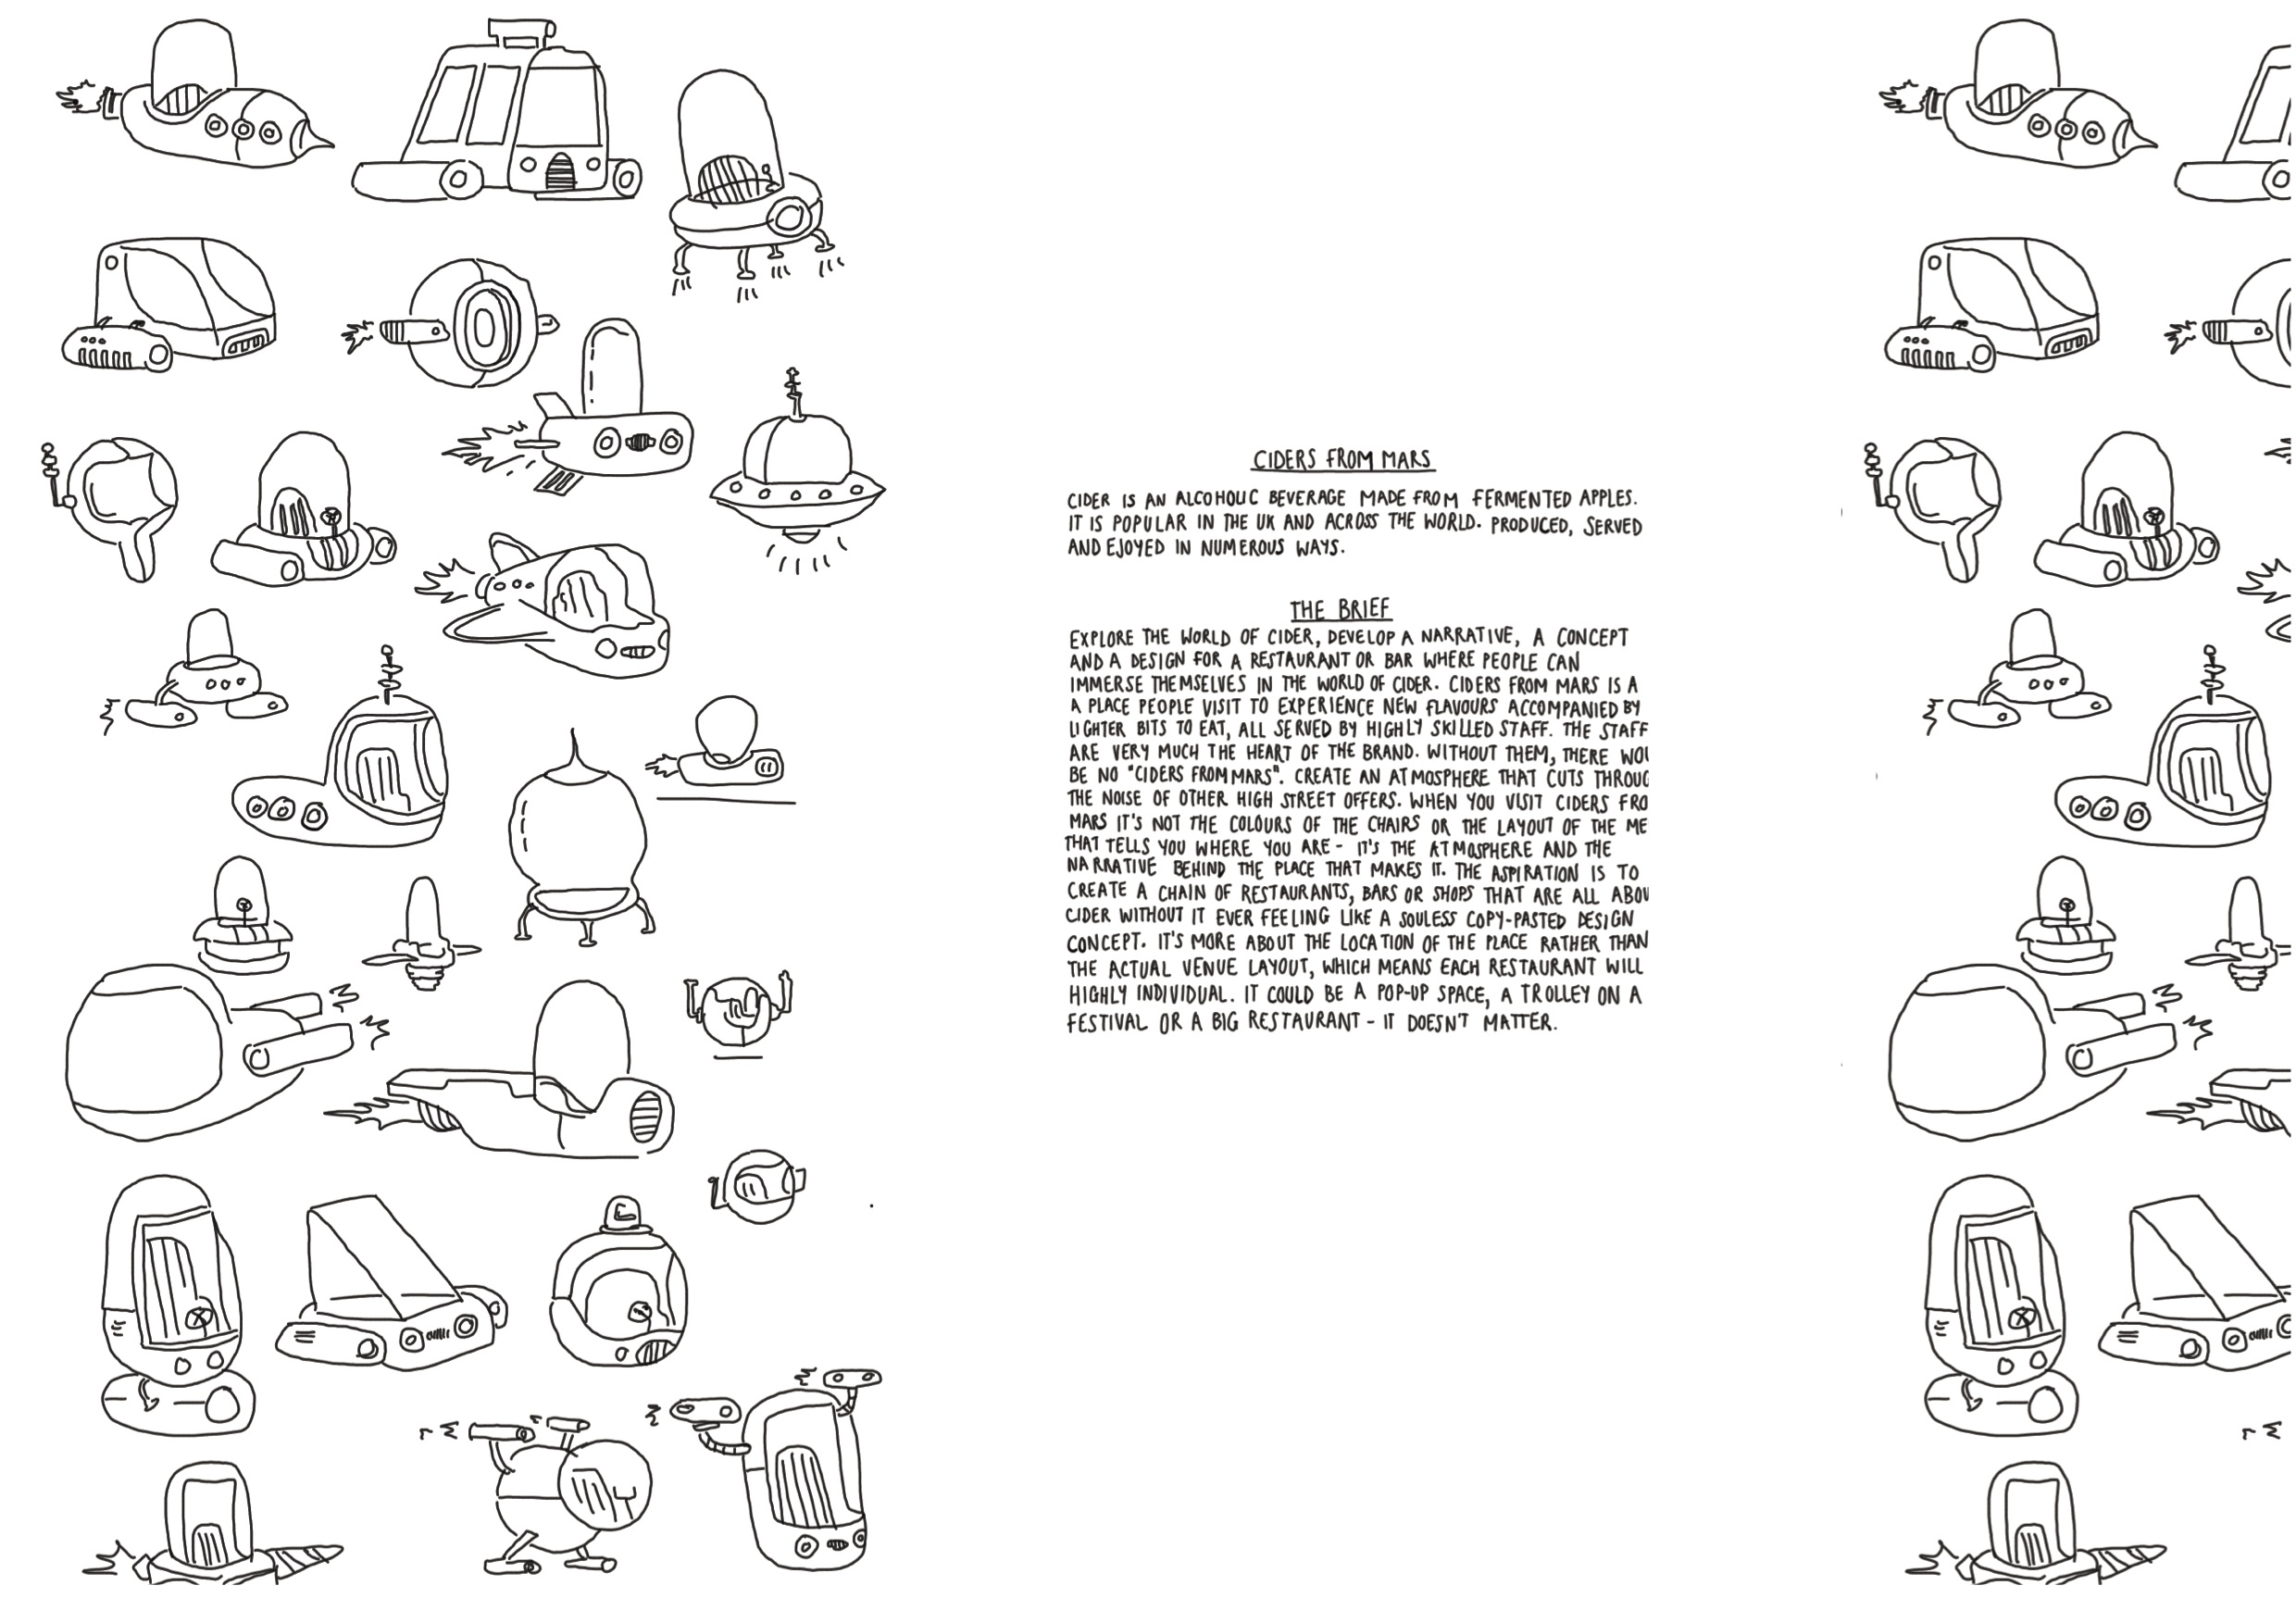 CIDERS FROM MARS
CIDER IS AN ALCOHOLIC BEVERAGE MADE FROM FERMENTED APPLES.
IT IS POPULAR IN THE UK AND ACROSS THE WORLD. PRODUCED, SERVED
AND EJOYED IN NUMEROUS WAYS.
THE BRIEF
EXPLORE THE WORLD OF CIDER, DEVELOP A NARRATIVE, A CONCEPT
AND A DESIGN FOR A RESTAURANT OR BAR WHERE PEOPLE CAN
IMMERSE THEMSELVES IN THE WORLD OF CIDER. CIDERS FROM MARS IS A
A PLACE PEOPLE VISIT TO EXPERIENCE NEW FLAVOURS ACCOMPANIED BY
LIGHTER BITS TO EAT, ALL SERVED BY HIGHLY SKILLED STAFF. THE STAFF
ARE VERY MUCH THE HEART OF THE BRAND. WITHOUT THEM, THERE WOU
BE NO "CIDERS FROM MARS". CREATE AN ATMOSPHERE THAT CUTS THROUG
THE NOISE OF OTHER HIGH STREET OFFERS. WHEN YOU VISIT CIDERS FRO
MARS IT'S NOT THE COLOURS OF THE CHAIRS OR THE LAYOUT OF THE ME
THAT TELLS YOU WHERE YOU ARE - IT'S THE ATMOSPHERE AND THE
NARRATIVE BEHIND THE PLACE THAT MAKES IT. THE ASPIRATION IS TO
CREATE A CHAIN OF RESTAURANTS, BARS OR SHOPS THAT ARE ALL ABOU
CIDER WITHOUT IT EVER FEELING LIKE A SOULESS COPY-PASTED DESIGN
CONCEPT. IT'S MORE ABOUT THE LOCATION OF THE PLACE RATHER THAN
THE ACTUAL VENUE LAYOUT, WHICH MEANS EACH RESTAURANT WILL
HIGHLY INDIVIDUAL. IT COULD BE A POP-UP SPACE, A TROLLEY ON A
FESTIVAL OR A BIG RESTAURANT - IT DOESN'T MATTER.